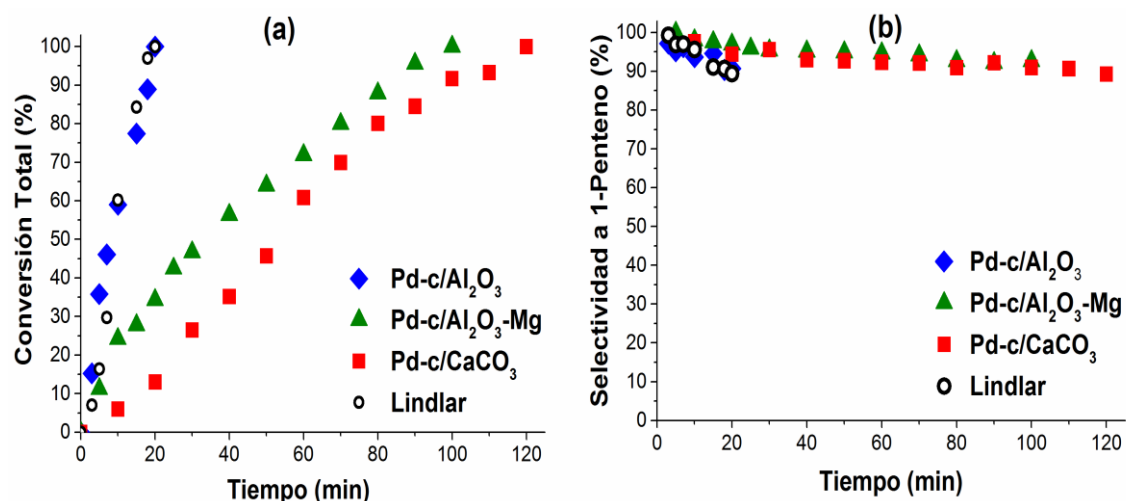 (a)
Conversión Total (%)
100
90
80
70
60
50
40
30
20
10
0
0 20 40 60 80 100 120
Tiempo (min)
Pd-c/Al₂O₃
Pd-c/Al₂O₃-Mg
Pd-c/CaCO₃
Lindlar
(b)
Selectividad a 1-Penteno (%)
100
90
80
90
70
60
50
40
30
20
10
0
0 20 40 60 80 100 120
Tiempo (min)
Pd-c/Al₂O₃
Pd-c/Al₂O₃-Mg
Pd-c/CaCO₃
Lindlar